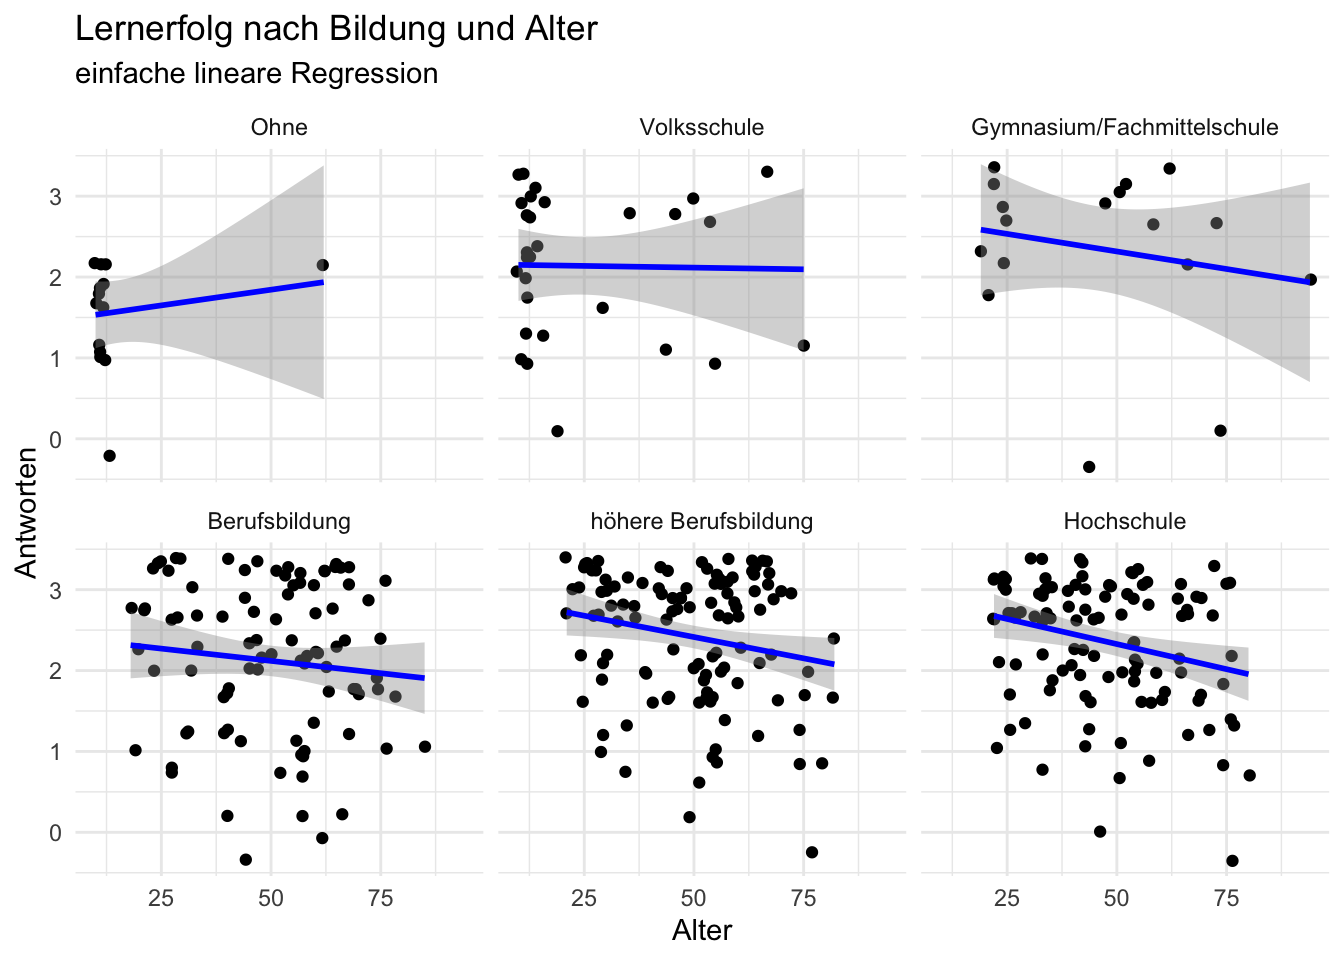 Lernerfolg nach Bildung und Alter
einfache lineare Regression
Ohne
Volksschule
Gymnasium/Fachmittelschule
3
2
1
0
Antworten
Berufsbildung
höhere Berufsbildung
Hochschule
3
2
1
0
25 50 75 25 50 75 25 50 75
Alter